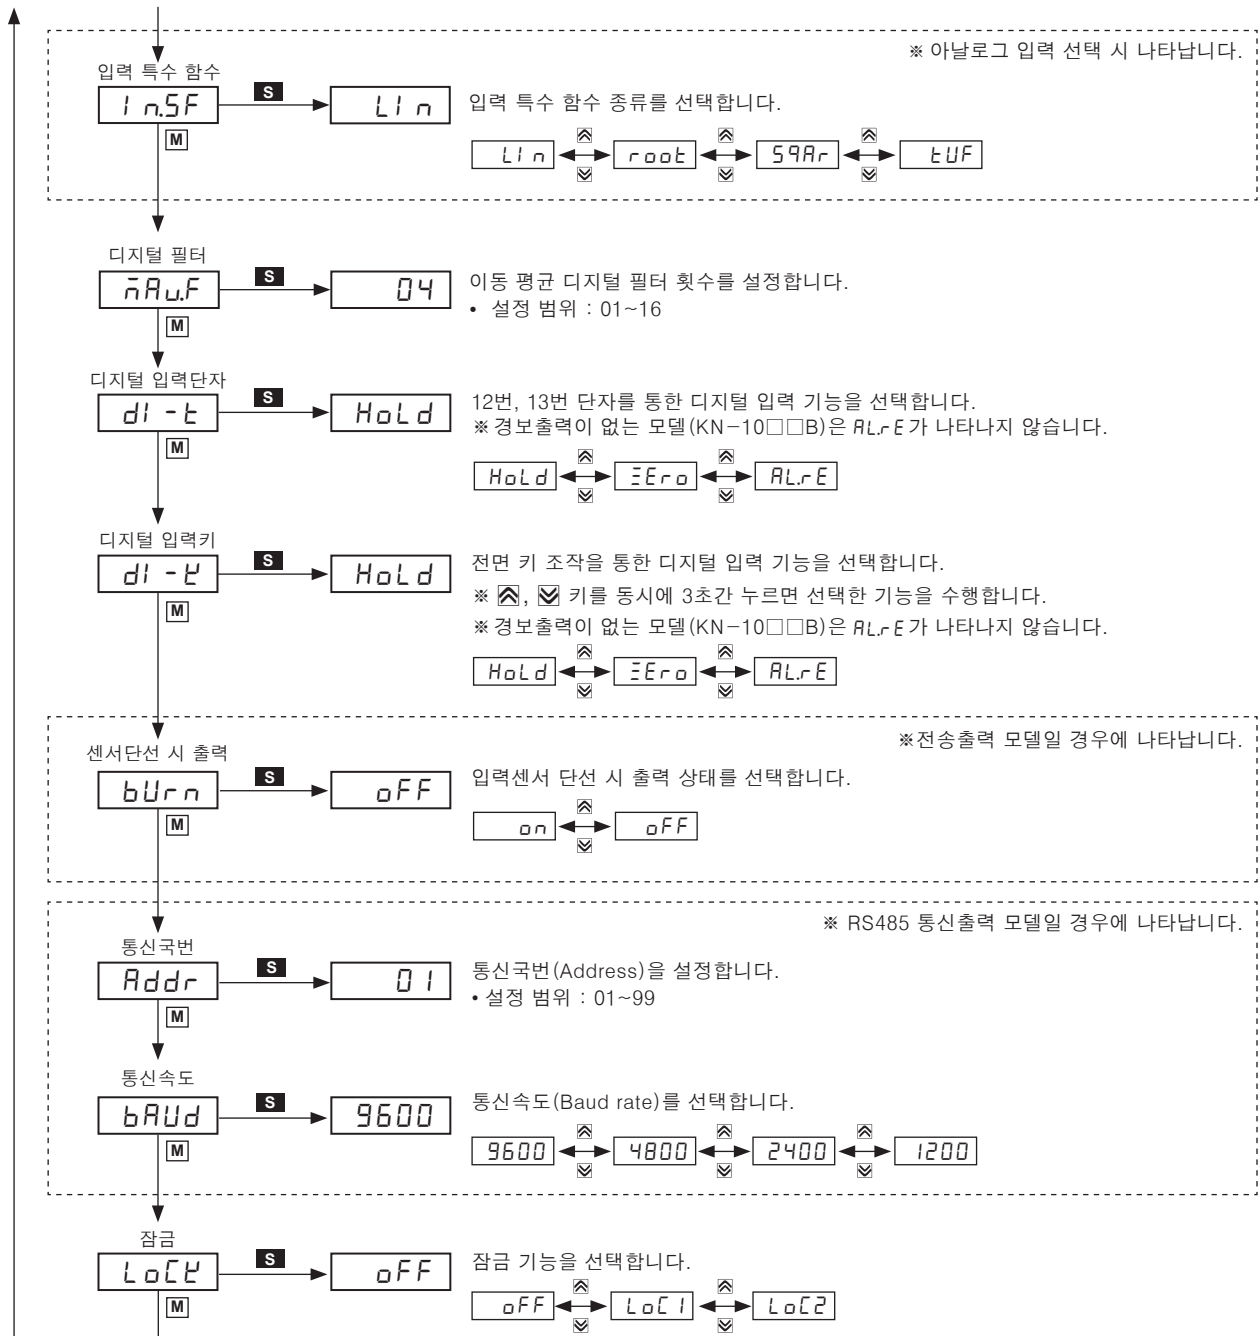 ※ 아날로그 입력 선택 시 나타납니다.
입력 특수 함수
In.SF S LIn 입력 특수 함수 종류를 선택합니다.
M
LIn root SqAr tUF
디지털 필터
mAv.F S 04 이동 평균 디지털 필터 횟수를 설정합니다.
• 설정 범위 : 01~16
M
디지털 입력단자
dI-t S HoLd 12번, 13번 단자를 통한 디지털 입력 기능을 선택합니다.
※ 경보출력이 없는 모델(KN-10□□B)은 AL.rE가 나타나지 않습니다.
M
HoLd ZEro AL.rE
디지털 입력키
dI-k S HoLd 전면 키 조작을 통한 디지털 입력 기능을 선택합니다.
※ , 키를 동시에 3초간 누르면 선택한 기능을 수행합니다.
M
※ 경보출력이 없는 모델(KN-10□□B)은 AL.rE가 나타나지 않습니다.
HoLd ZEro AL.rE
※전송출력 모델일 경우에 나타납니다.
센서단선 시 출력
bUrn S oFF 입력센서 단선 시 출력 상태를 선택합니다.
M
on oFF
※ RS485 통신출력 모델일 경우에 나타납니다.
통신국번
Addr S 01 통신국번(Address)을 설정합니다.
• 설정 범위 : 01~99
M
통신속도
bAUd S 9600 통신속도(Baud rate)를 선택합니다.
M
9600 4800 2400 1200
잠금
LoCk S oFF 잠금 기능을 선택합니다.
M
oFF LoC1 LoC2